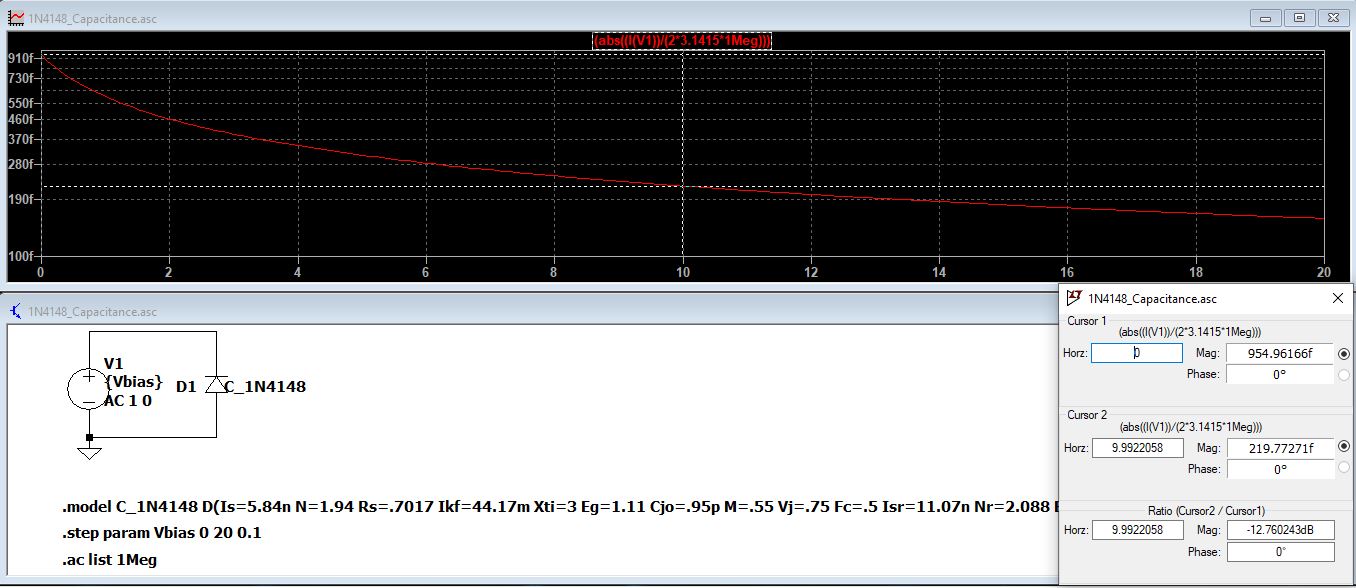 1N4148_Capacitance.asc
(abs((I(V1))/(2*3.1415*1Meg)))
910f
730f
550f
460f
370f
280f
190f
100f
0 2 4 6 8 10 12 14 16 18 20
1N4148_Capacitance.asc
V1
{Vbias}
AC 1 0
D1
C_1N4148
.model C_1N4148 D(Is=5.84n N=1.94 Rs=.7017 Ikf=44.17m Xti=3 Eg=1.11 Cjo=.95p M=.55 Vj=.75 Fc=.5 Isr=11.07n Nr=2.088
.step param Vbias 0 20 0.1
.ac list 1Meg
1N4148_Capacitance.asc
Cursor 1
(abs((I(V1))/(2*3.1415*1Meg)))
Horz: 0 Mag: 954.96166f
Phase: 0°
Cursor 2
(abs((I(V1))/(2*3.1415*1Meg)))
Horz: 9.9922058 Mag: 219.77271f
Phase: 0°
Ratio (Cursor2 / Cursor1)
Horz: 9.9922058 Mag: -12.760243dB
Phase: 0°